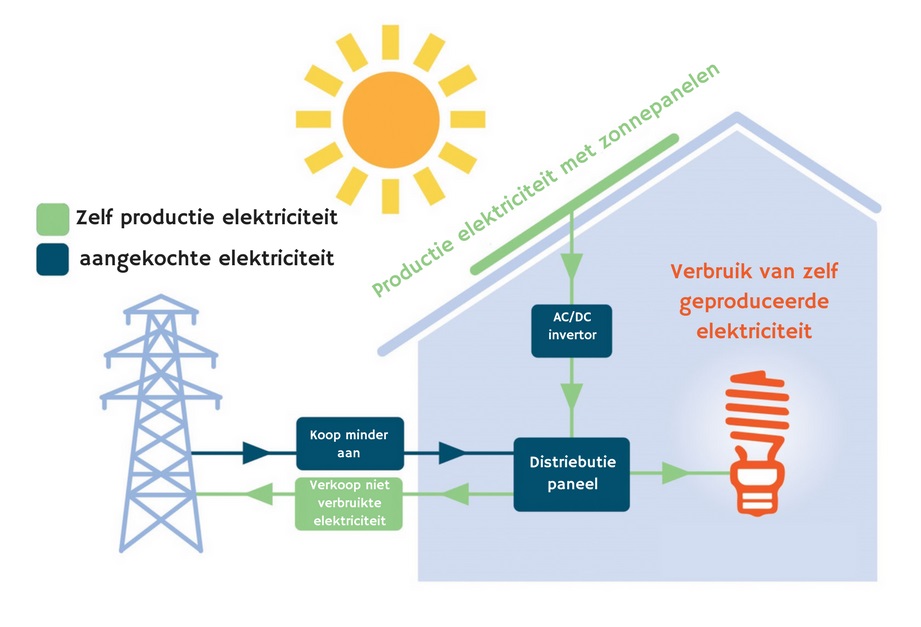 Productie elektriciteit met zonnepanelen
Zelf productie elektriciteit
aangekochte elektriciteit
Verbruik van zelf
geproduceerde
elektriciteit
AC/DC
invertor
Koop minder
aan
Distriebutie
paneel
Verkoop niet
verbruikte
elektriciteit